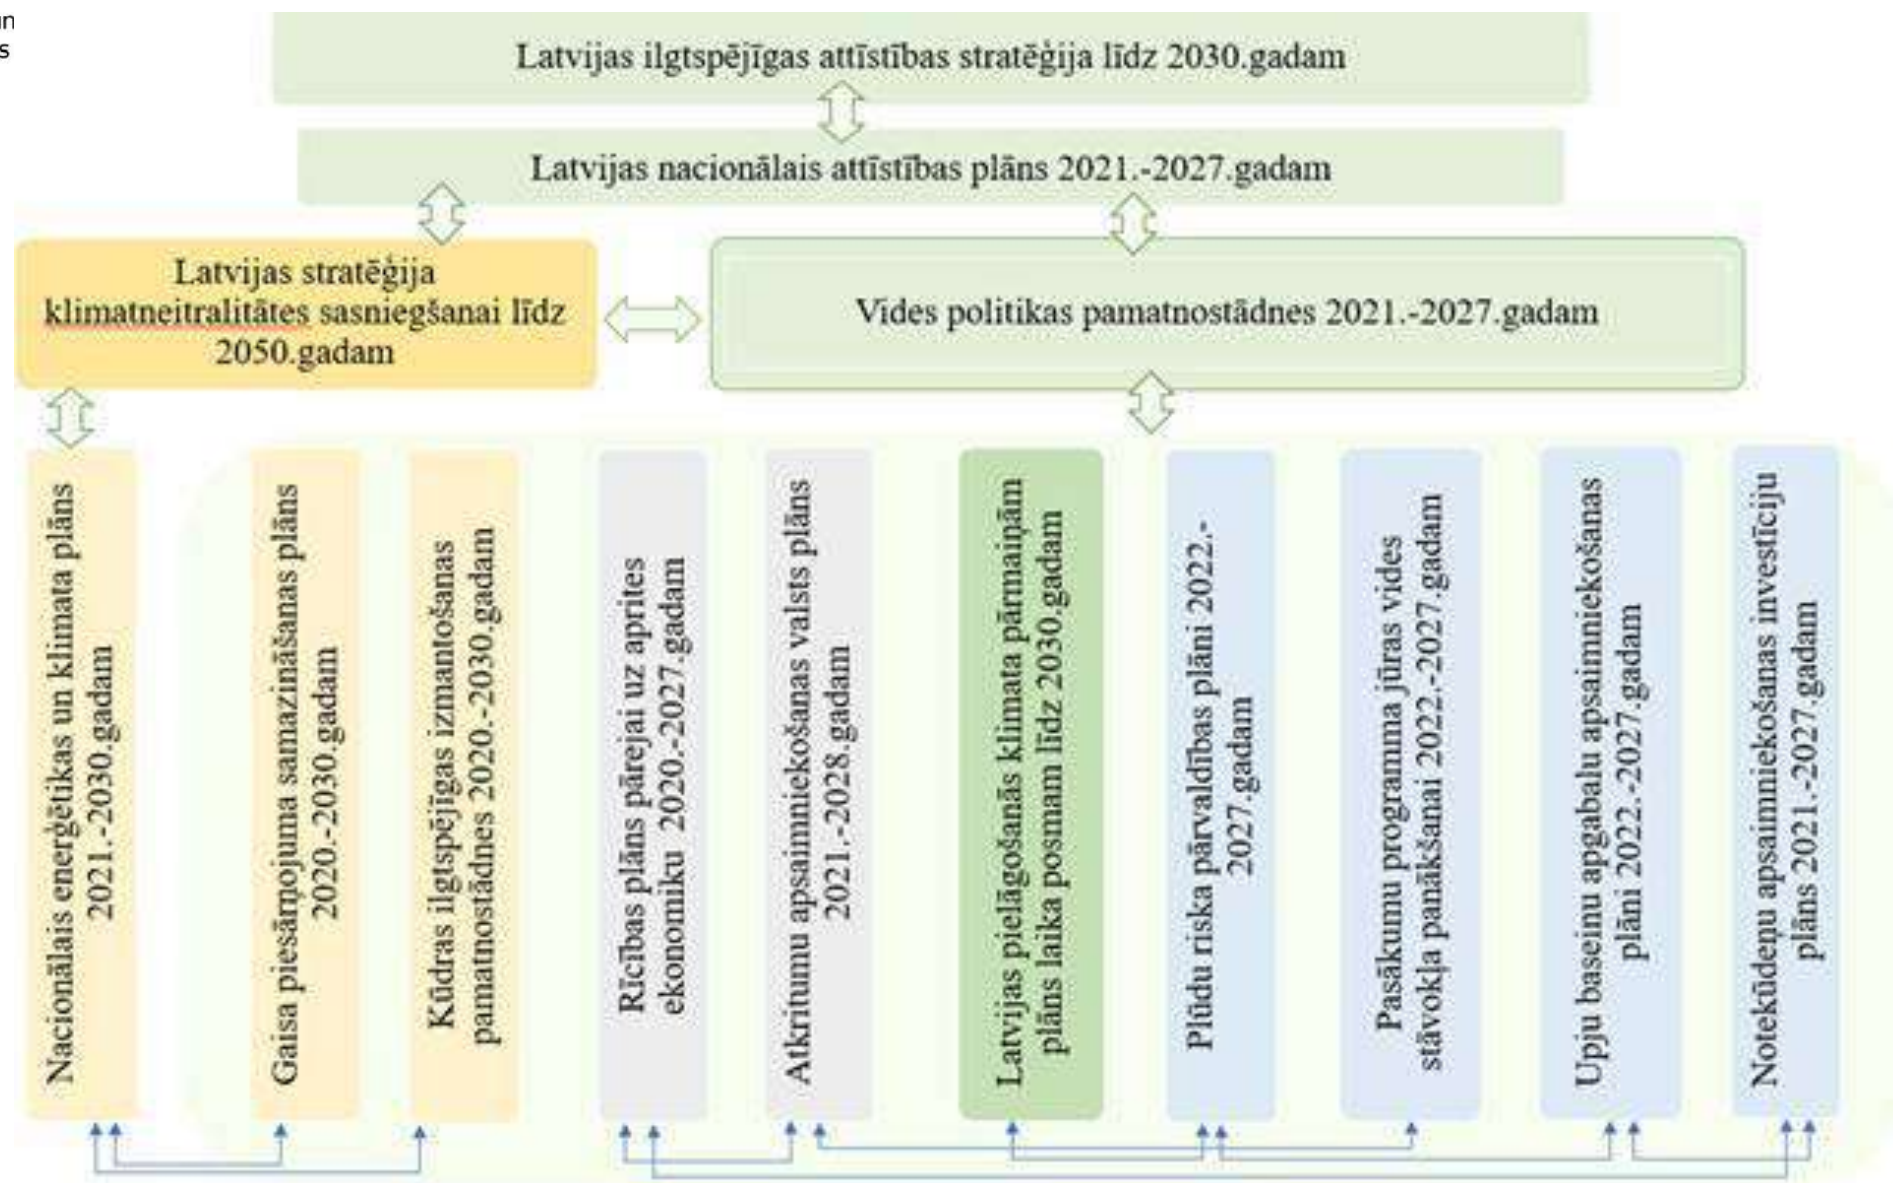 un
s
Latvijas ilgtspējīgas attīstības stratēģija līdz 2030.gadam
Latvijas nacionālais attīstības plāns 2021.-2027.gadam
Latvijas stratēģija
klimatneitralitātes sasniegšanai līdz
2050.gadam
Vides politikas pamatnostādnes 2021.-2027.gadam
Nacionālais enerģētikas un klimata plāns
2021.-2030.gadam
Gaisa piesārņojuma samazināšanas plāns
2020.-2030.gadam
Kūdras ilgtspējīgas izmantošanas
pamatnostādnes 2020.-2030.gadam
Rīcības plāns pārejai uz aprites
ekonomiku 2020.-2027.gadam
Atkritumu apsaimniekošanas valsts plāns
2021.-2028.gadam
Latvijas pielāgošanās klimata pārmaiņām
plāns laika posmam līdz 2030.gadam
Plūdu riska pārvaldības plāni 2022.-
2027.gadam
Pasākumu programma jūras vides
stāvokļa panākšanai 2022.-2027.gadam
Upju baseinu apgabalu apsaimniekošanas
plāni 2022.-2027.gadam
Notekūdeņu apsaimniekošanas investīciju
plāns 2021.-2027.gadam